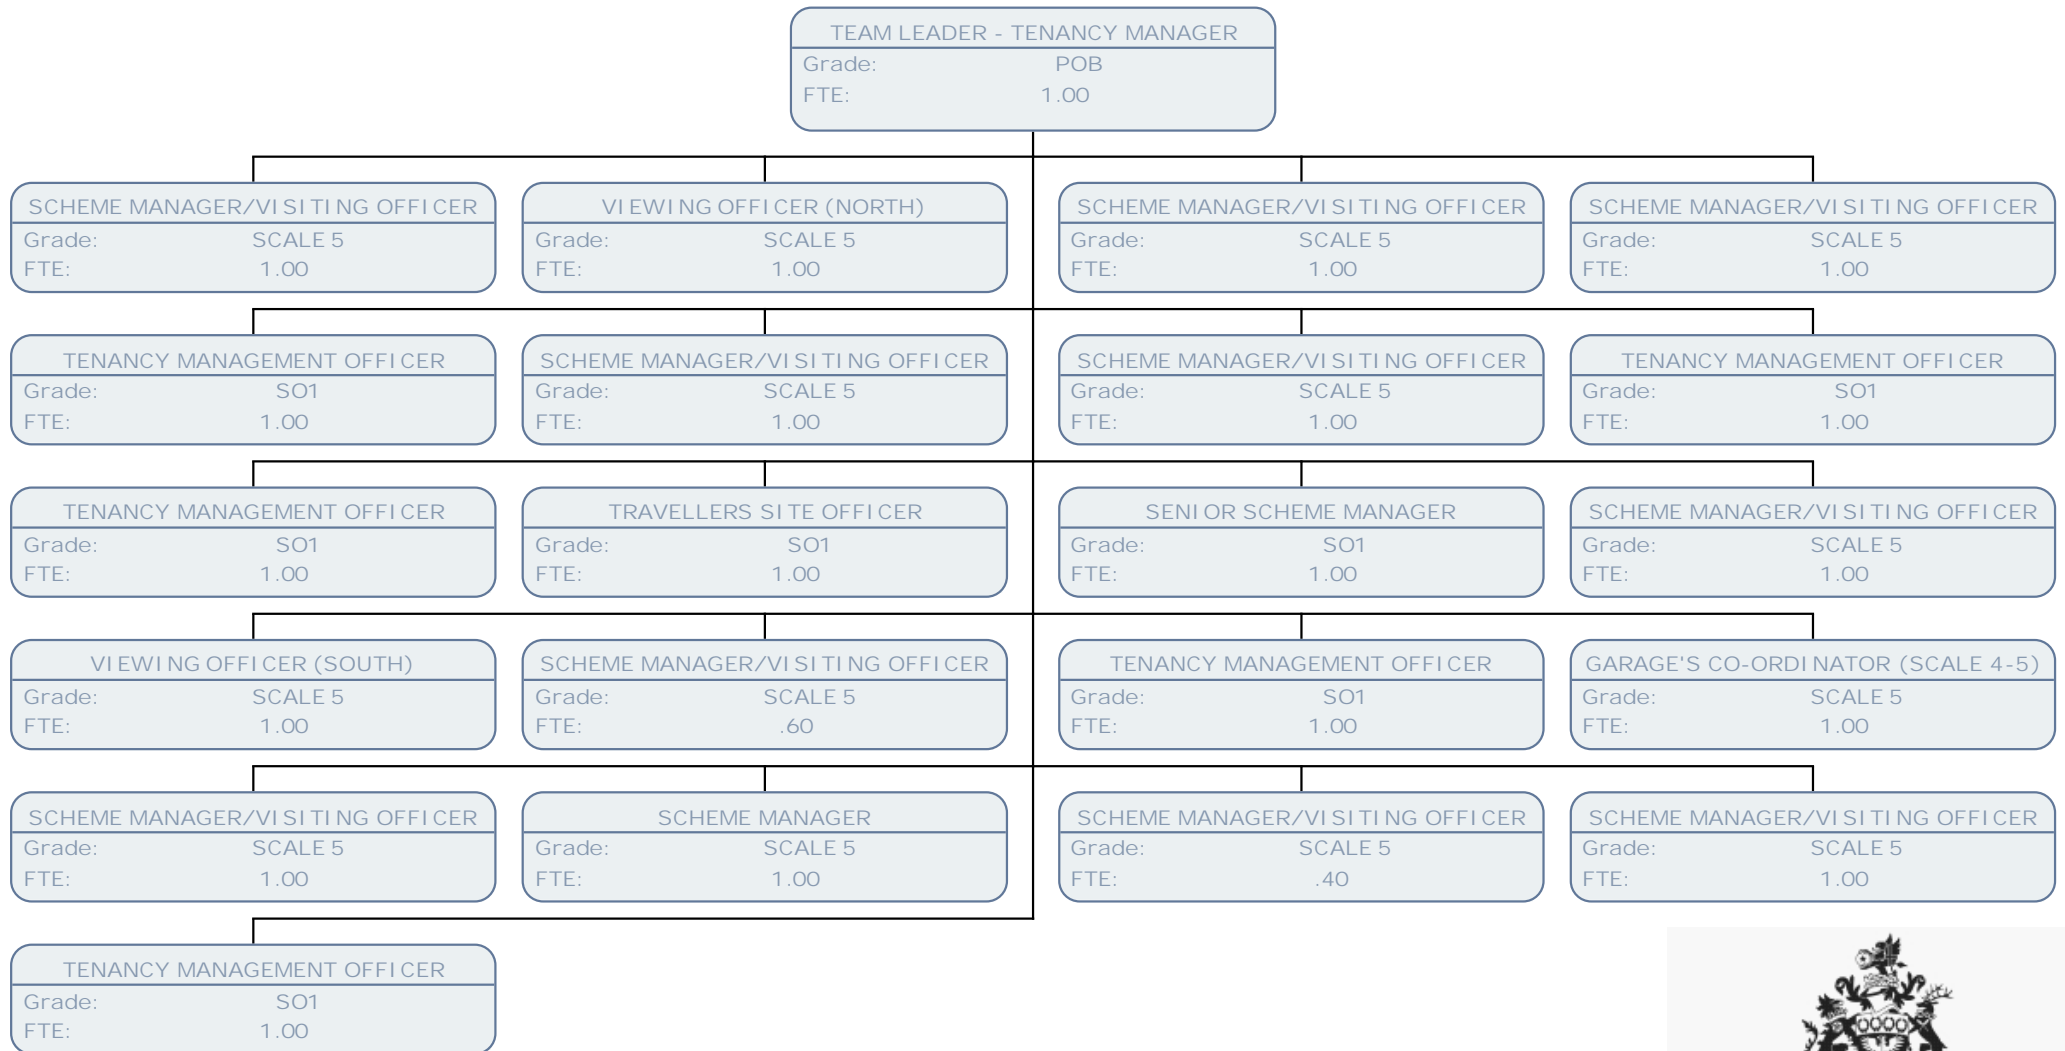 TEAM LEADER - TENANCY MANAGER
Grade: POB
FTE: 1.00
SCHEME MANAGER/VISITING OFFICER
Grade: SCALE 5
FTE: 1.00
VIEWING OFFICER (NORTH)
Grade: SCALE 5
FTE: 1.00
SCHEME MANAGER/VISITING OFFICER
Grade: SCALE 5
FTE: 1.00
SCHEME MANAGER/VISITING OFFICER
Grade: SCALE 5
FTE: 1.00
TENANCY MANAGEMENT OFFICER
Grade: SO1
FTE: 1.00
SCHEME MANAGER/VISITING OFFICER
Grade: SCALE 5
FTE: 1.00
SCHEME MANAGER/VISITING OFFICER
Grade: SCALE 5
FTE: 1.00
TENANCY MANAGEMENT OFFICER
Grade: SO1
FTE: 1.00
TENANCY MANAGEMENT OFFICER
Grade: SO1
FTE: 1.00
TRAVELLERS SITE OFFICER
Grade: SO1
FTE: 1.00
SENIOR SCHEME MANAGER
Grade: SO1
FTE: 1.00
SCHEME MANAGER/VISITING OFFICER
Grade: SCALE 5
FTE: 1.00
VIEWING OFFICER (SOUTH)
Grade: SCALE 5
FTE: 1.00
SCHEME MANAGER/VISITING OFFICER
Grade: SCALE 5
FTE: .60
TENANCY MANAGEMENT OFFICER
Grade: SO1
FTE: 1.00
GARAGE'S CO-ORDINATOR (SCALE 4-5)
Grade: SCALE 5
FTE: 1.00
SCHEME MANAGER/VISITING OFFICER
Grade: SCALE 5
FTE: 1.00
SCHEME MANAGER
Grade: SCALE 5
FTE: 1.00
SCHEME MANAGER/VISITING OFFICER
Grade: SCALE 5
FTE: .40
SCHEME MANAGER/VISITING OFFICER
Grade: SCALE 5
FTE: 1.00
TENANCY MANAGEMENT OFFICER
Grade: SO1
FTE: 1.00